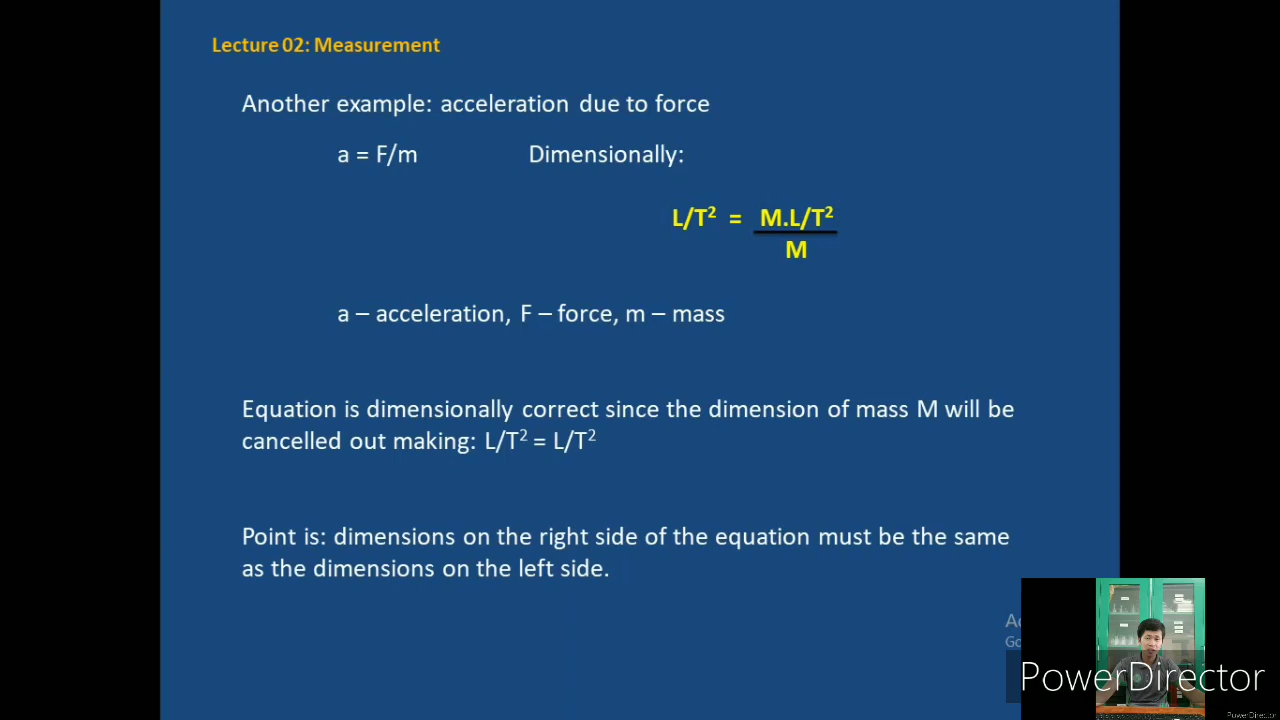 Lecture 02: Measurement
Another example: acceleration due to force
a = F/m Dimensionally:
L/T² = M.L/T²
M
a – acceleration, F – force, m – mass
Equation is dimensionally correct since the dimension of mass M will be
cancelled out making: L/T² = L/T²
Point is: dimensions on the right side of the equation must be the same
as the dimensions on the left side.
PowerDirector
PowerDirector